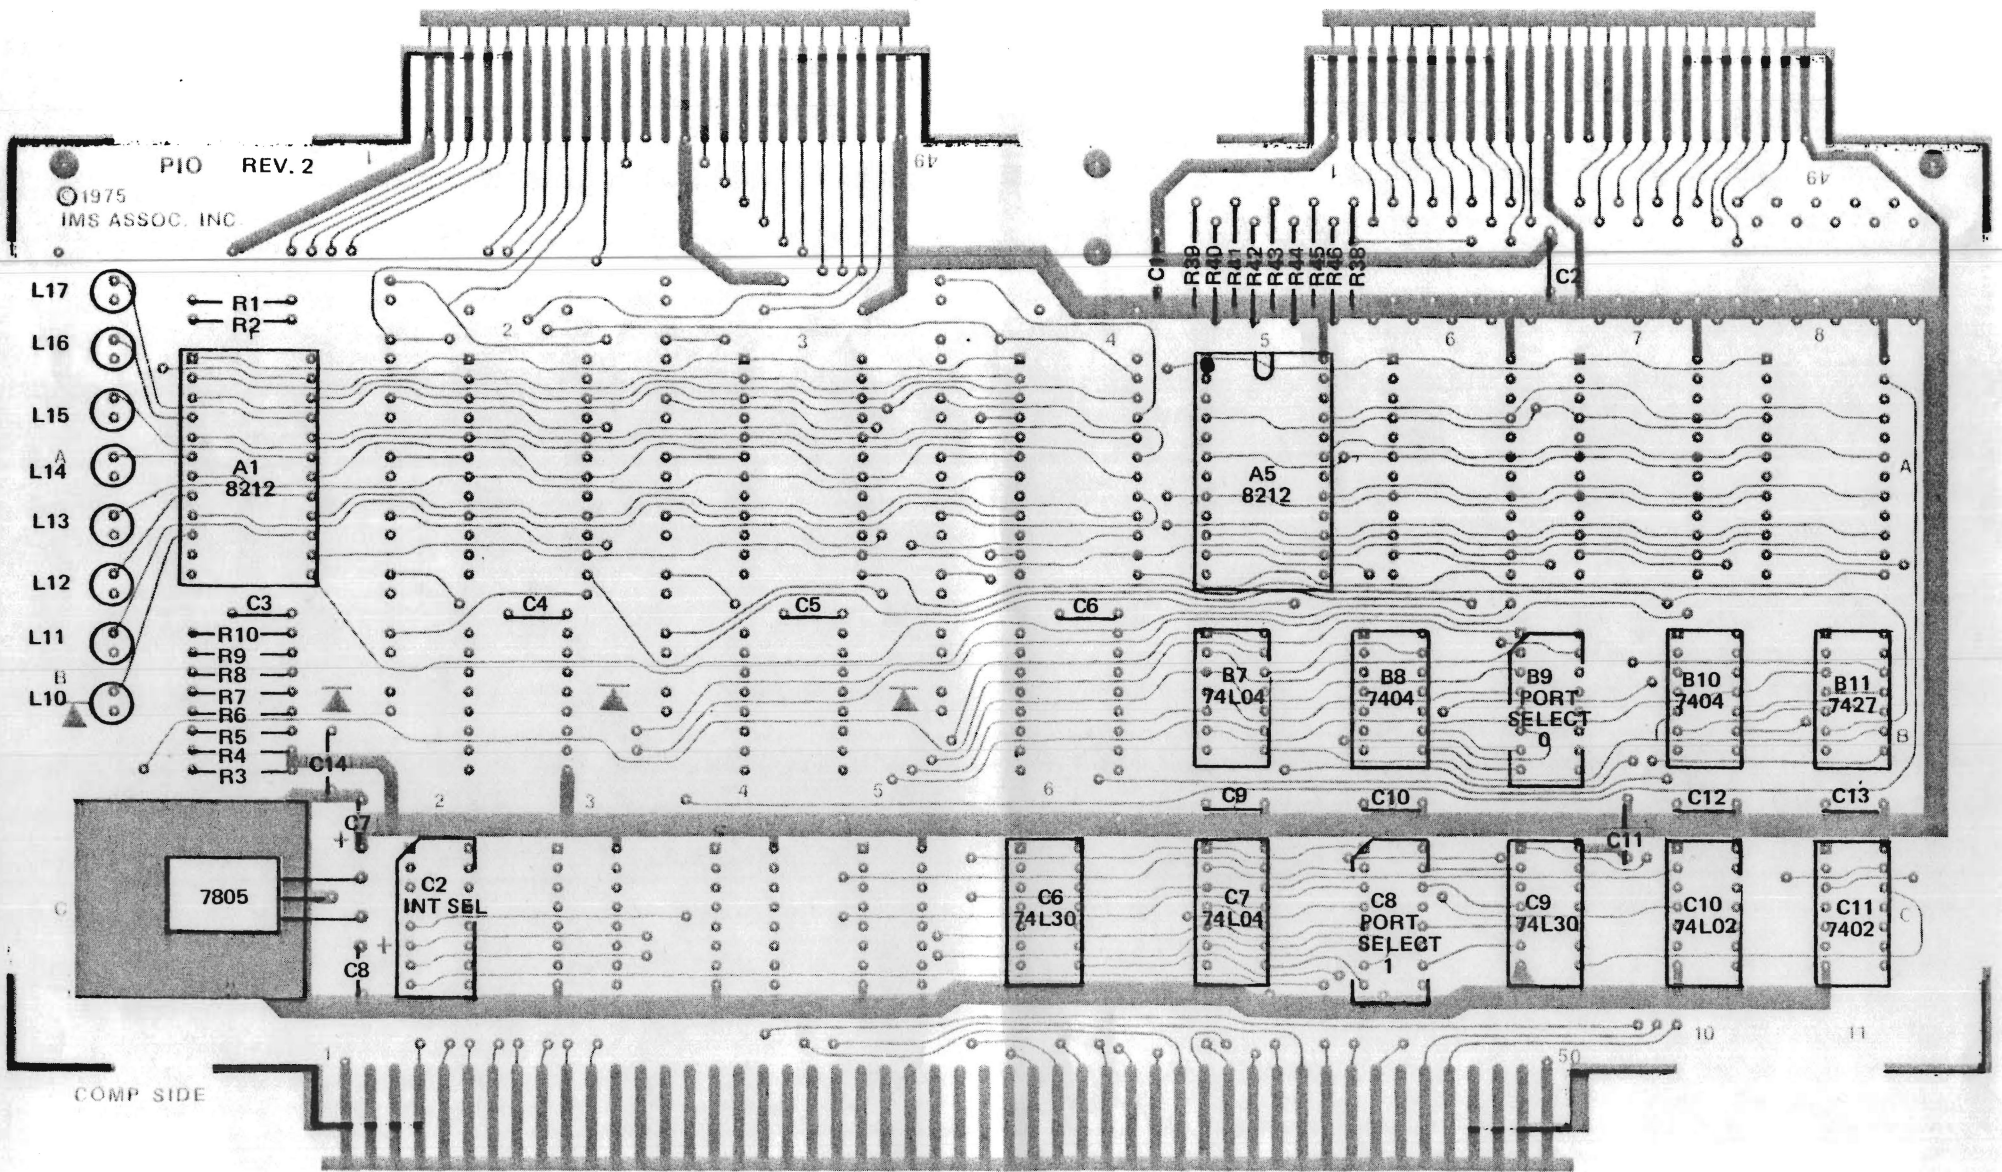 PIO REV. 2
©1975
IMS ASSOC. INC.
1
49
1
49
L17
L16
L15
A
L14
L13
L12
L11
B
L10
R1
R2
1
2
3
4
5
6
7
8
A1
8212
A5
8212
A
C1
R39
R40
R41
R42
R43
R44
R45
R46
R38
C2
C3
C4
C5
C6
R10
R9
R8
R7
R6
R5
R4
R3
C14
B7
74L04
B8
7404
B9
PORT
SELECT
0
B10
7404
B11
7427
B
2
3
4
5
6
C9
C10
C12
C13
C7
+
C11
7805
C
C2
INT SEL
+
C8
C6
74L30
C7
74L04
C8
PORT
SELECT
1
C9
74L30
C10
74L02
C11
7402
C
1
50
10
11
COMP SIDE